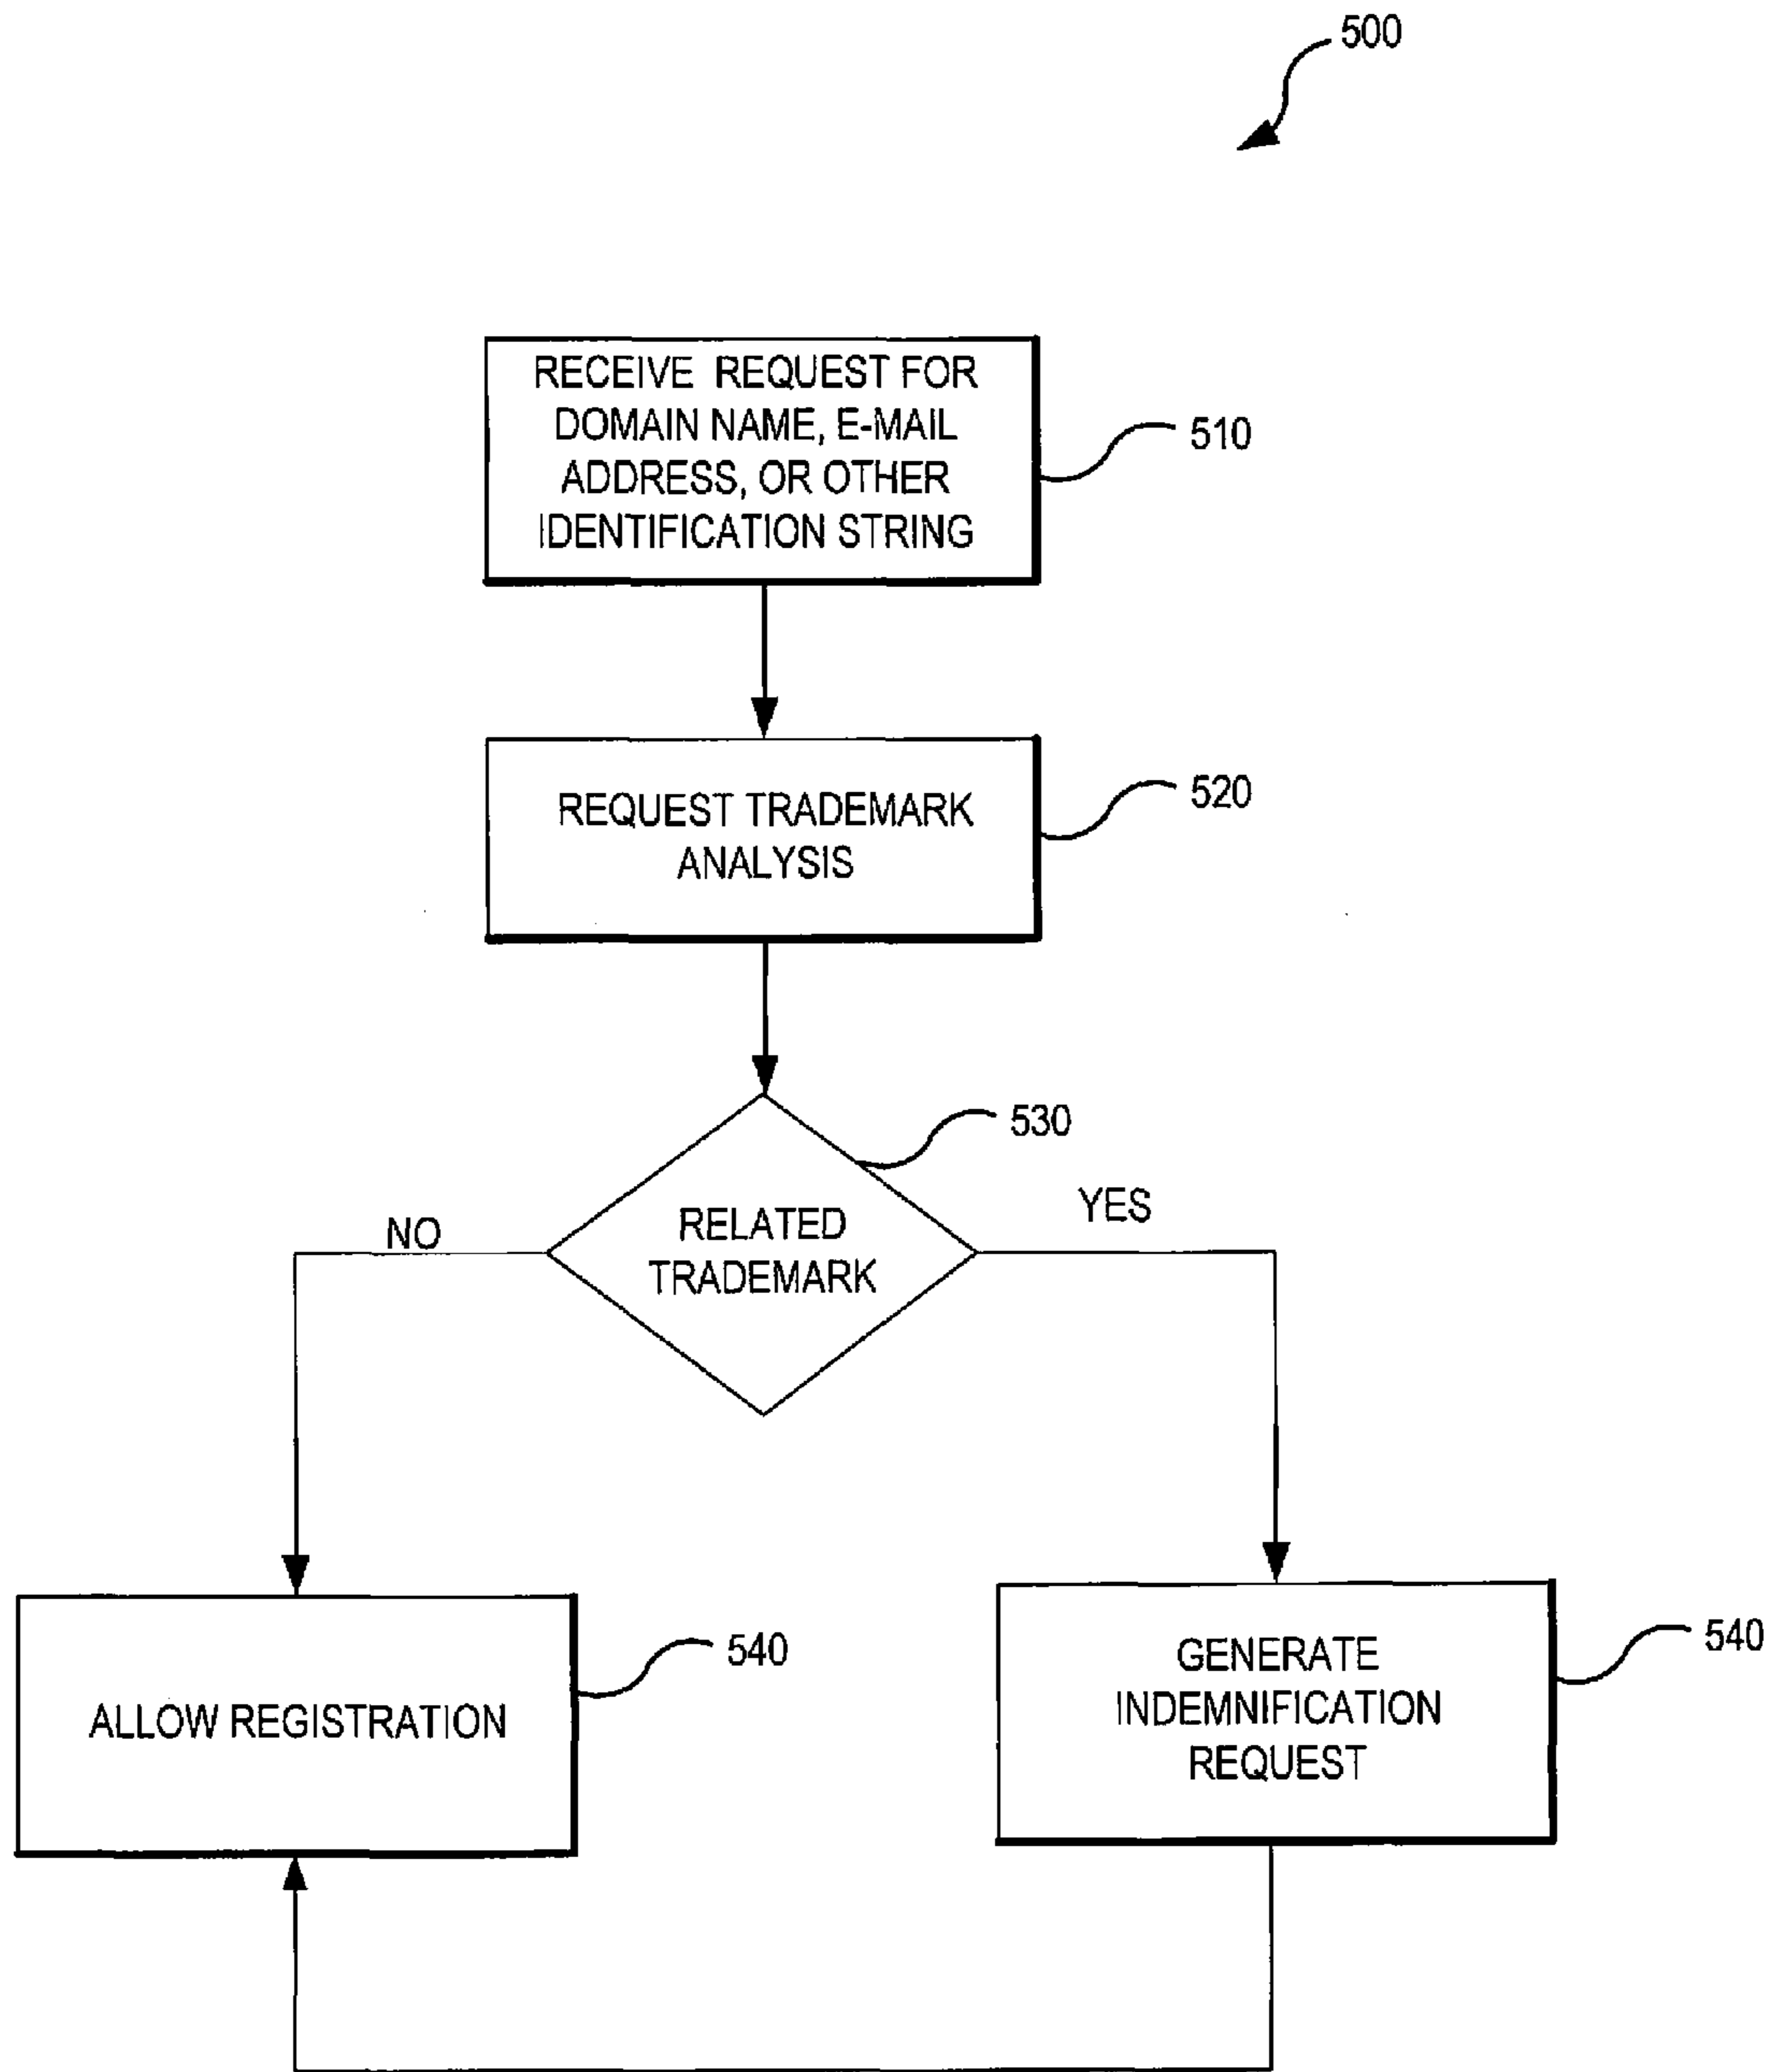 500
RECEIVE REQUEST FOR
DOMAIN NAME, E-MAIL
ADDRESS, OR OTHER
IDENTIFICATION STRING
510
REQUEST TRADEMARK
ANALYSIS
520
530
RELATED
TRADEMARK
NO
YES
ALLOW REGISTRATION
540
GENERATE
INDEMNIFICATION
REQUEST
540